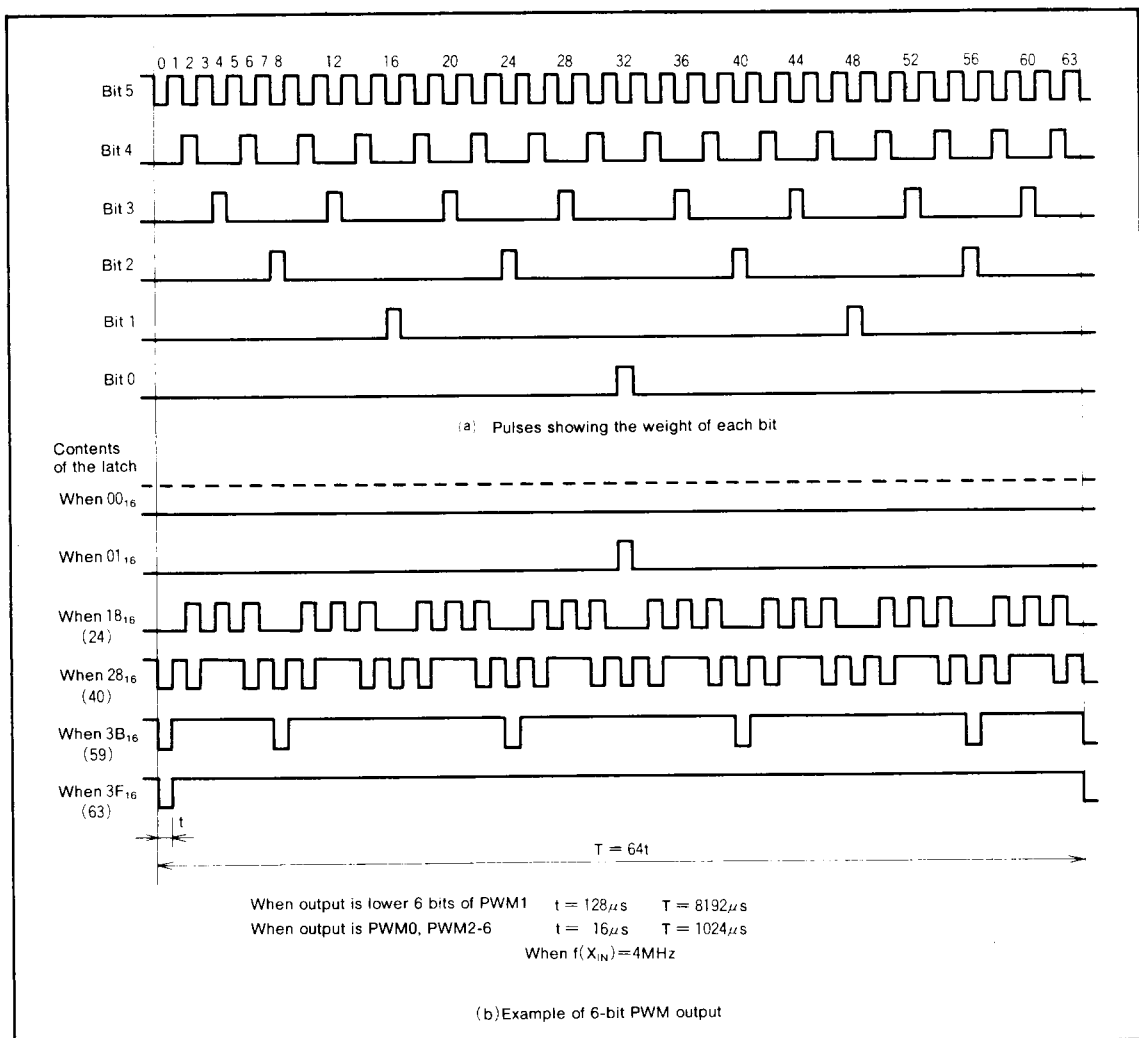 0 1 2 3 4 5 6 7 8 12 16 20 24 28 32 36 40 44 48 52 56 60 63
Bit 5
Bit 4
Bit 3
Bit 2
Bit 1
Bit 0
(a) Pulses showing the weight of each bit
Contents
of the latch
When 00₁₆
When 01₁₆
When 18₁₆
(24)
When 28₁₆
(40)
When 3B₁₆
(59)
When 3F₁₆
(63)
t
T = 64t
When output is lower 6 bits of PWM1 t = 128μs T = 8192μs
When output is PWM0, PWM2-6 t = 16μs T = 1024μs
When f(X_IN)=4MHz
(b) Example of 6-bit PWM output